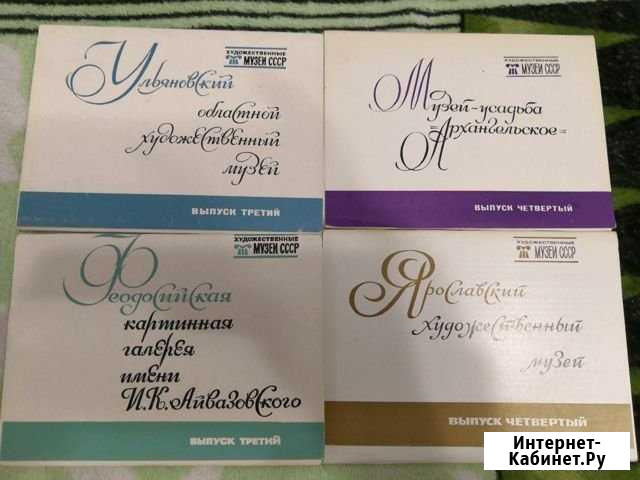 ХУДОЖЕСТВЕННЫЕ
МУЗЕИ СССР
Ульяновский
областной
художественный
музей
ВЫПУСК ТРЕТИЙ
ХУДОЖЕСТВЕННЫЕ
МУЗЕИ СССР
Музей-усадьба
"Архангельское"
ВЫПУСК ЧЕТВЕРТЫЙ
ХУДОЖЕСТВЕННЫЕ
МУЗЕИ СССР
Феодосийская
картинная
галерея
имени
И.К.Айвазовского
ВЫПУСК ТРЕТИЙ
ХУДОЖЕСТВЕННЫЕ
МУЗЕИ СССР
Ярославский
художественный
музей
ВЫПУСК ЧЕТВЕРТЫЙ
Интернет-
Кабинет.Ру